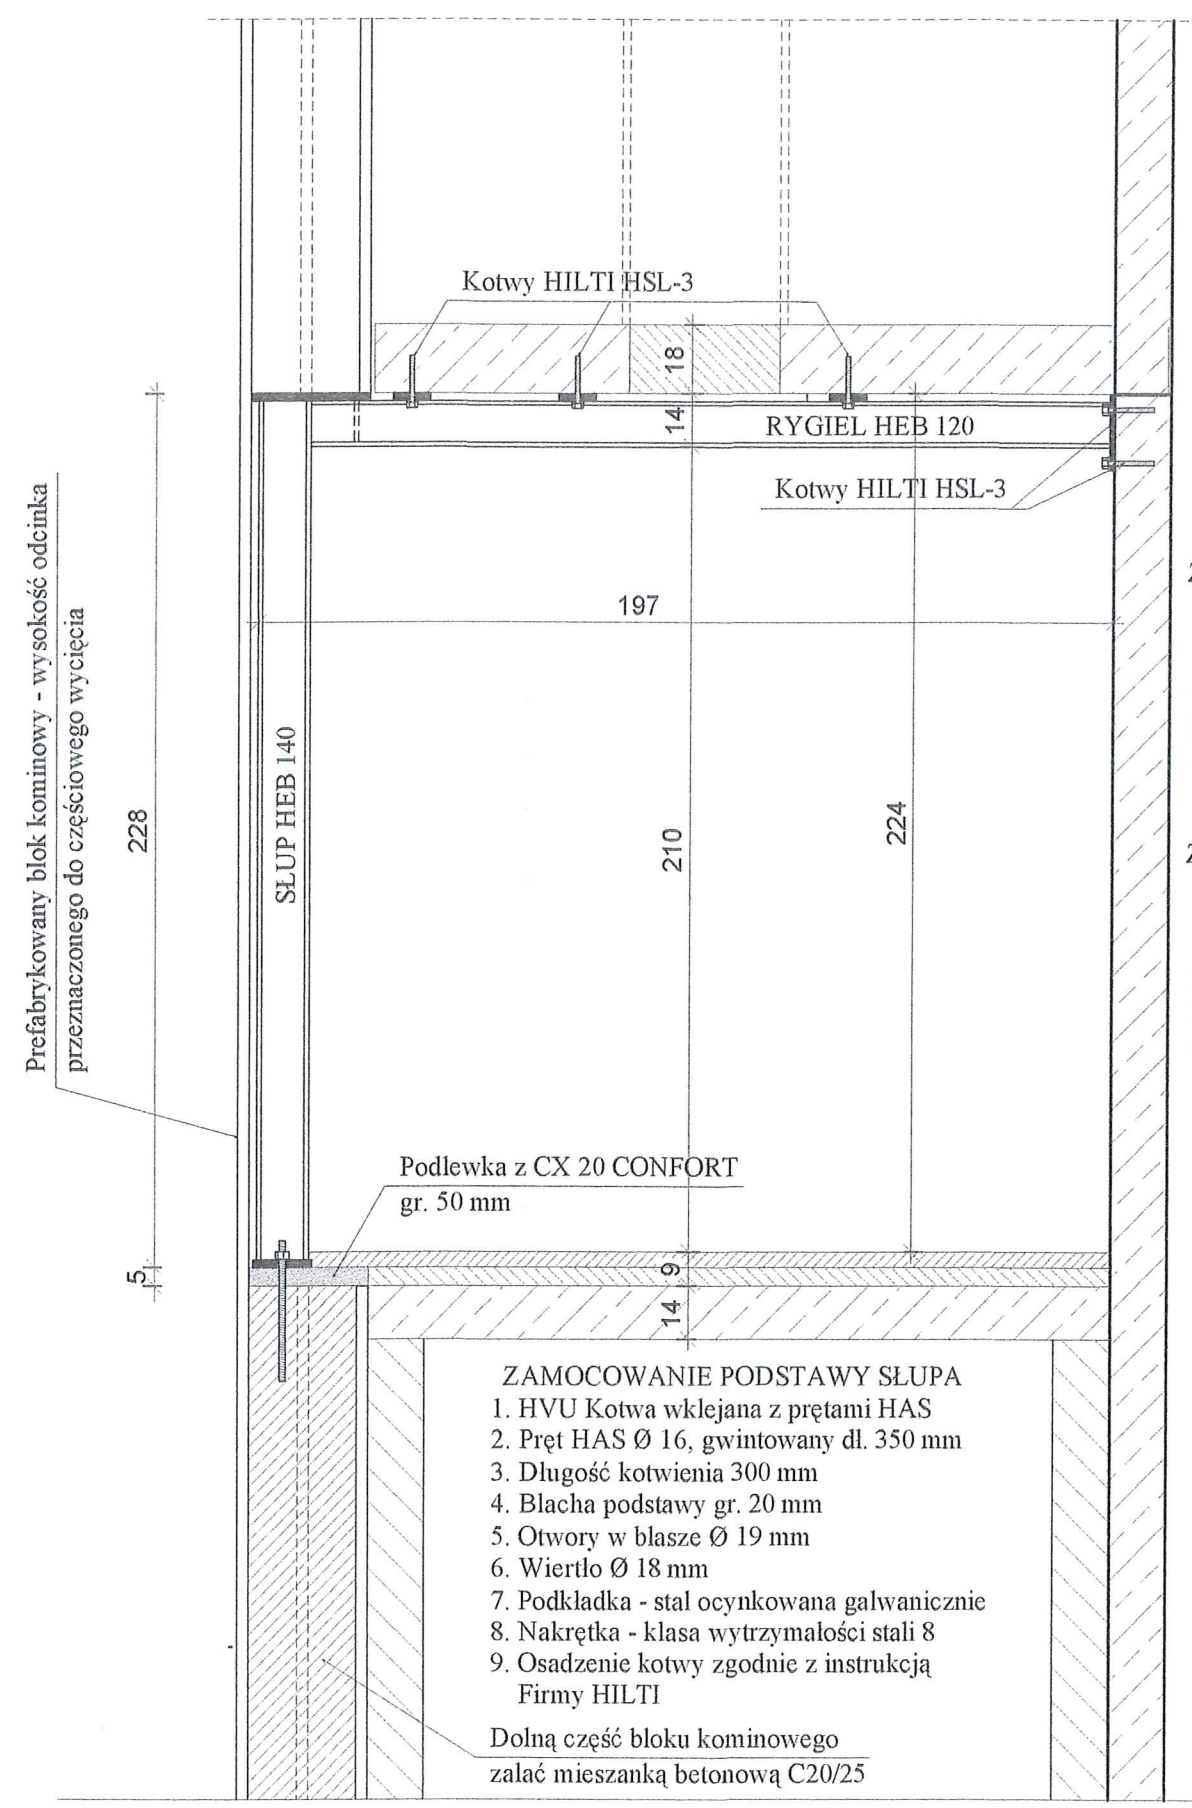 Kotwy HILTI HSL-3
18
14
RYGIEL HEB 120
Kotwy HILTI HSL-3
197
Prefabrykowany blok kominowy - wysokość odcinka
przeznaczonego do częściowego wycięcia
228
SŁUP HEB 140
210
224
Podlewka z CX 20 CONFORT
gr. 50 mm
5
9
14
ZAMOCOWANIE PODSTAWY SŁUPA
1. HVU Kotwa wklejana z prętami HAS
2. Pręt HAS Ø 16, gwintowany dł. 350 mm
3. Długość kotwienia 300 mm
4. Blacha podstawy gr. 20 mm
5. Otwory w blasze Ø 19 mm
6. Wiertło Ø 18 mm
7. Podkładka - stal ocynkowana galwanicznie
8. Nakrętka - klasa wytrzymałości stali 8
9. Osadzenie kotwy zgodnie z instrukcją
Firmy HILTI
Dolną część bloku kominowego
zalać mieszanką betonową C20/25